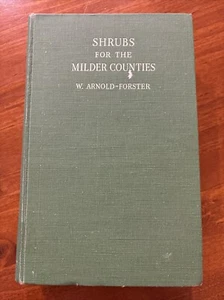 SHRUBS
FOR THE
MILDER COUNTIES
W. ARNOLD-FORSTER